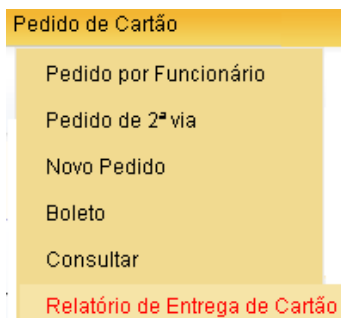 Pedido de Cartão
Pedido por Funcionário
Pedido de 2ª via
Novo Pedido
Boleto
Consultar
Relatório de Entrega de Cartão